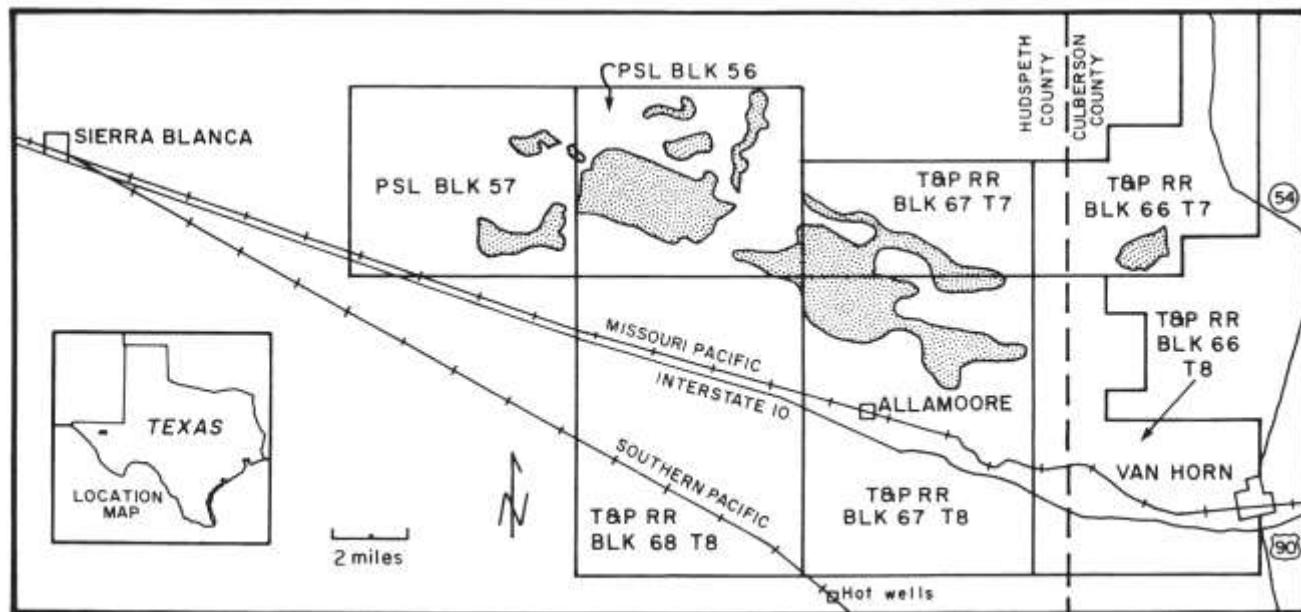 PSL BLK 56
HUDSPETH
COUNTY
CULBERSON
COUNTY
SIERRA BLANCA
PSL BLK 57
T&P RR
BLK 67 T7
T&P RR
BLK 66 T7
54
MISSOURI PACIFIC
INTERSTATE 10
T&P RR
BLK 66
T8
ALLAMOORE
TEXAS
LOCATION
MAP
SOUTHERN PACIFIC
VAN HORN
N
2 miles
T&P RR
BLK 68 T8
T&P RR
BLK 67 T8
90
Hot wells